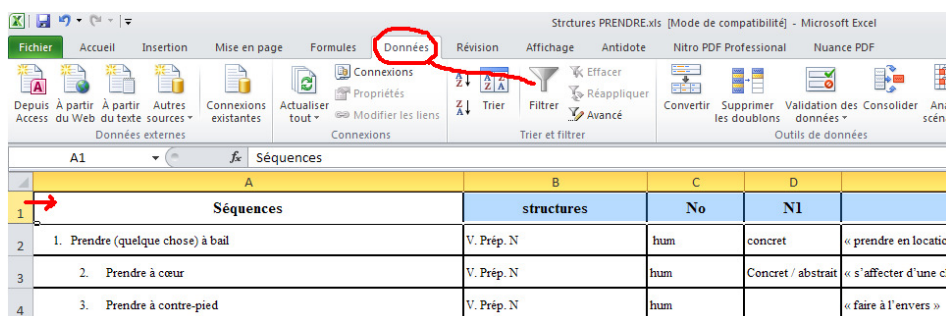 Strctures PRENDRE.xls [Mode de compatibilité] - Microsoft Excel
Fichier Accueil Insertion Mise en page Formules Données Révision Affichage Antidote Nitro PDF Professional Nuance PDF
Connexions Effacer
Propriétés Réappliquer
Modifier les liens Avancé
Depuis À partir À partir Autres Connexions Actualiser Trier Filtrer Convertir Supprimer Validation des Consolider
Access du Web du texte sources existantes tout les doublons données
Données externes Connexions Trier et filtrer Outils de données
A1 fx Séquences
A B C D
1 Séquences structures No N1
2 1. Prendre (quelque chose) à bail V. Prép. N hum concret « prendre en locatio
3 2. Prendre à cœur V. Prép. N hum Concret / abstrait « s'affecter d'une c
4 3. Prendre à contre-pied V. Prép. N hum « faire à l'envers »